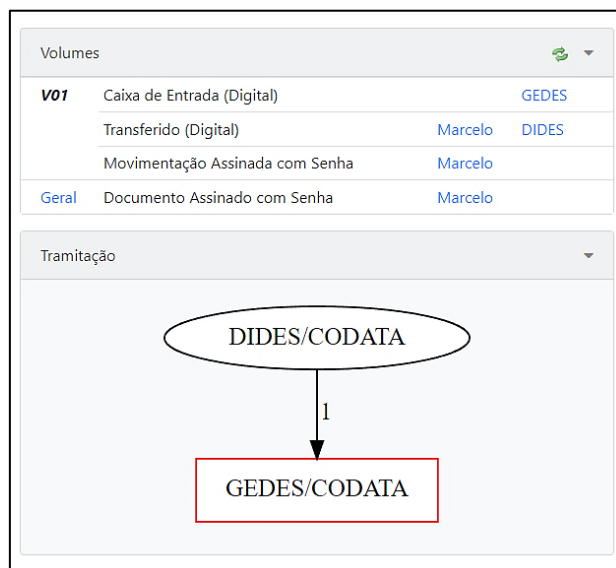 Volumes
V01 Caixa de Entrada (Digital) GEDES
Transferido (Digital) Marcelo DIDES
Movimentação Assinada com Senha Marcelo
Geral Documento Assinado com Senha Marcelo
Tramitação
DIDES/CODATA
1
GEDES/CODATA